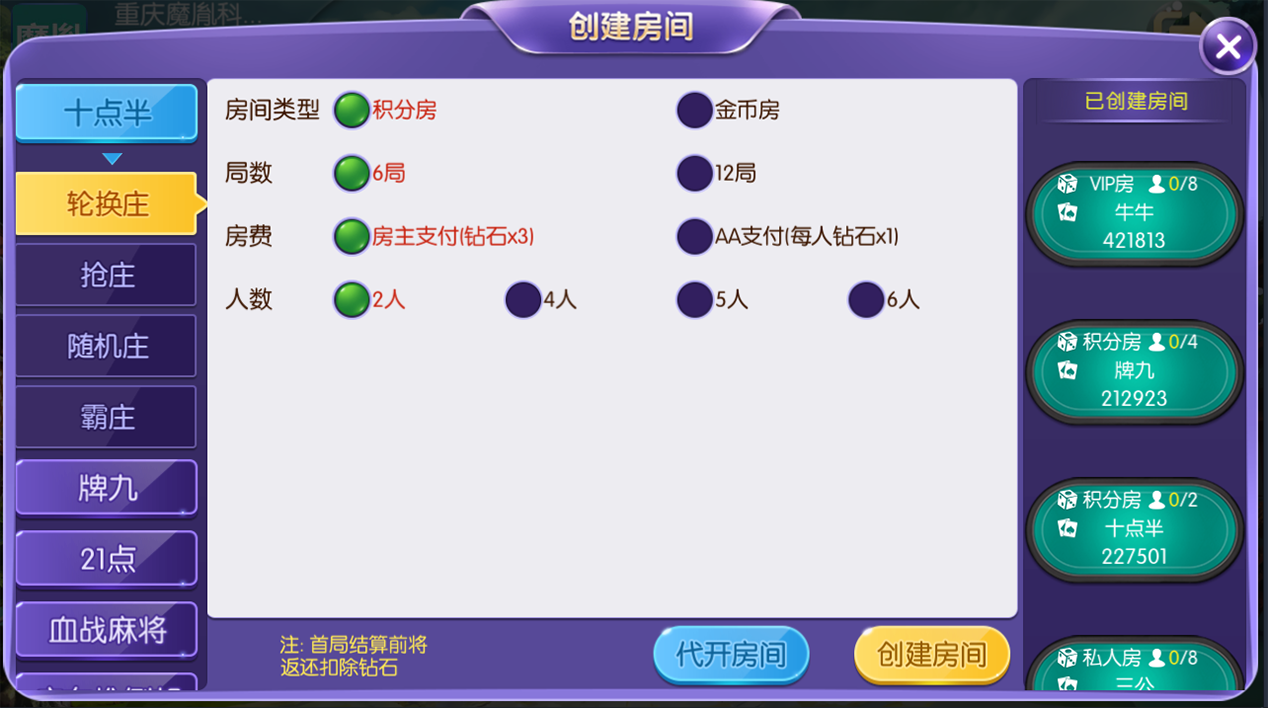 重庆魔胤科...
创建房间
十点半
轮换庄
抢庄
随机庄
霸庄
牌九
21点
血战麻将
房间类型 积分房 金币房
局数 6局 12局
房费 房主支付(钻石x3) AA支付(每人钻石x1)
人数 2人 4人 5人 6人
注: 首局结算前将
返还扣除钻石
代开房间
创建房间
已创建房间
VIP房 0/8
牛牛
421813
积分房 0/4
牌九
212923
积分房 0/2
十点半
227501
私人房 0/8
三公